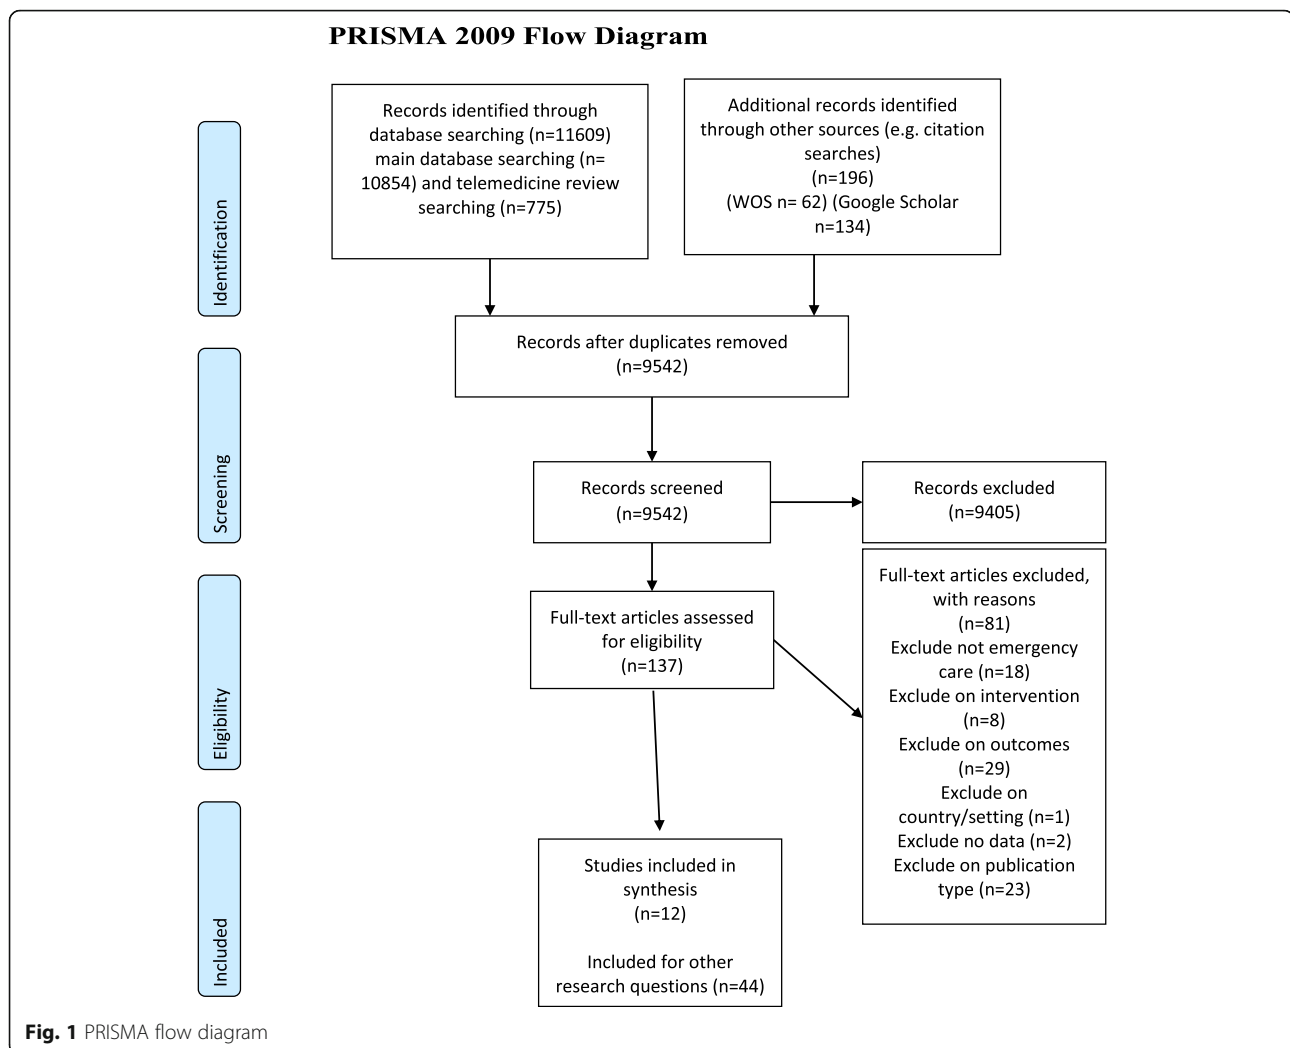 PRISMA 2009 Flow Diagram
Records identified through
database searching (n=11609)
main database searching (n=
10854) and telemedicine review
searching (n=775)
Additional records identified
through other sources (e.g. citation
searches)
(n=196)
(WOS n= 62) (Google Scholar
n=134)
Identification
Records after duplicates removed
(n=9542)
Screening
Records screened
(n=9542)
Records excluded
(n=9405)
Eligibility
Full-text articles assessed
for eligibility
(n=137)
Full-text articles excluded,
with reasons
(n=81)
Exclude not emergency
care (n=18)
Exclude on intervention
(n=8)
Exclude on outcomes
(n=29)
Exclude on
country/setting (n=1)
Exclude no data (n=2)
Exclude on publication
type (n=23)
Included
Studies included in
synthesis
(n=12)
Included for other
research questions (n=44)
Fig. 1 PRISMA flow diagram